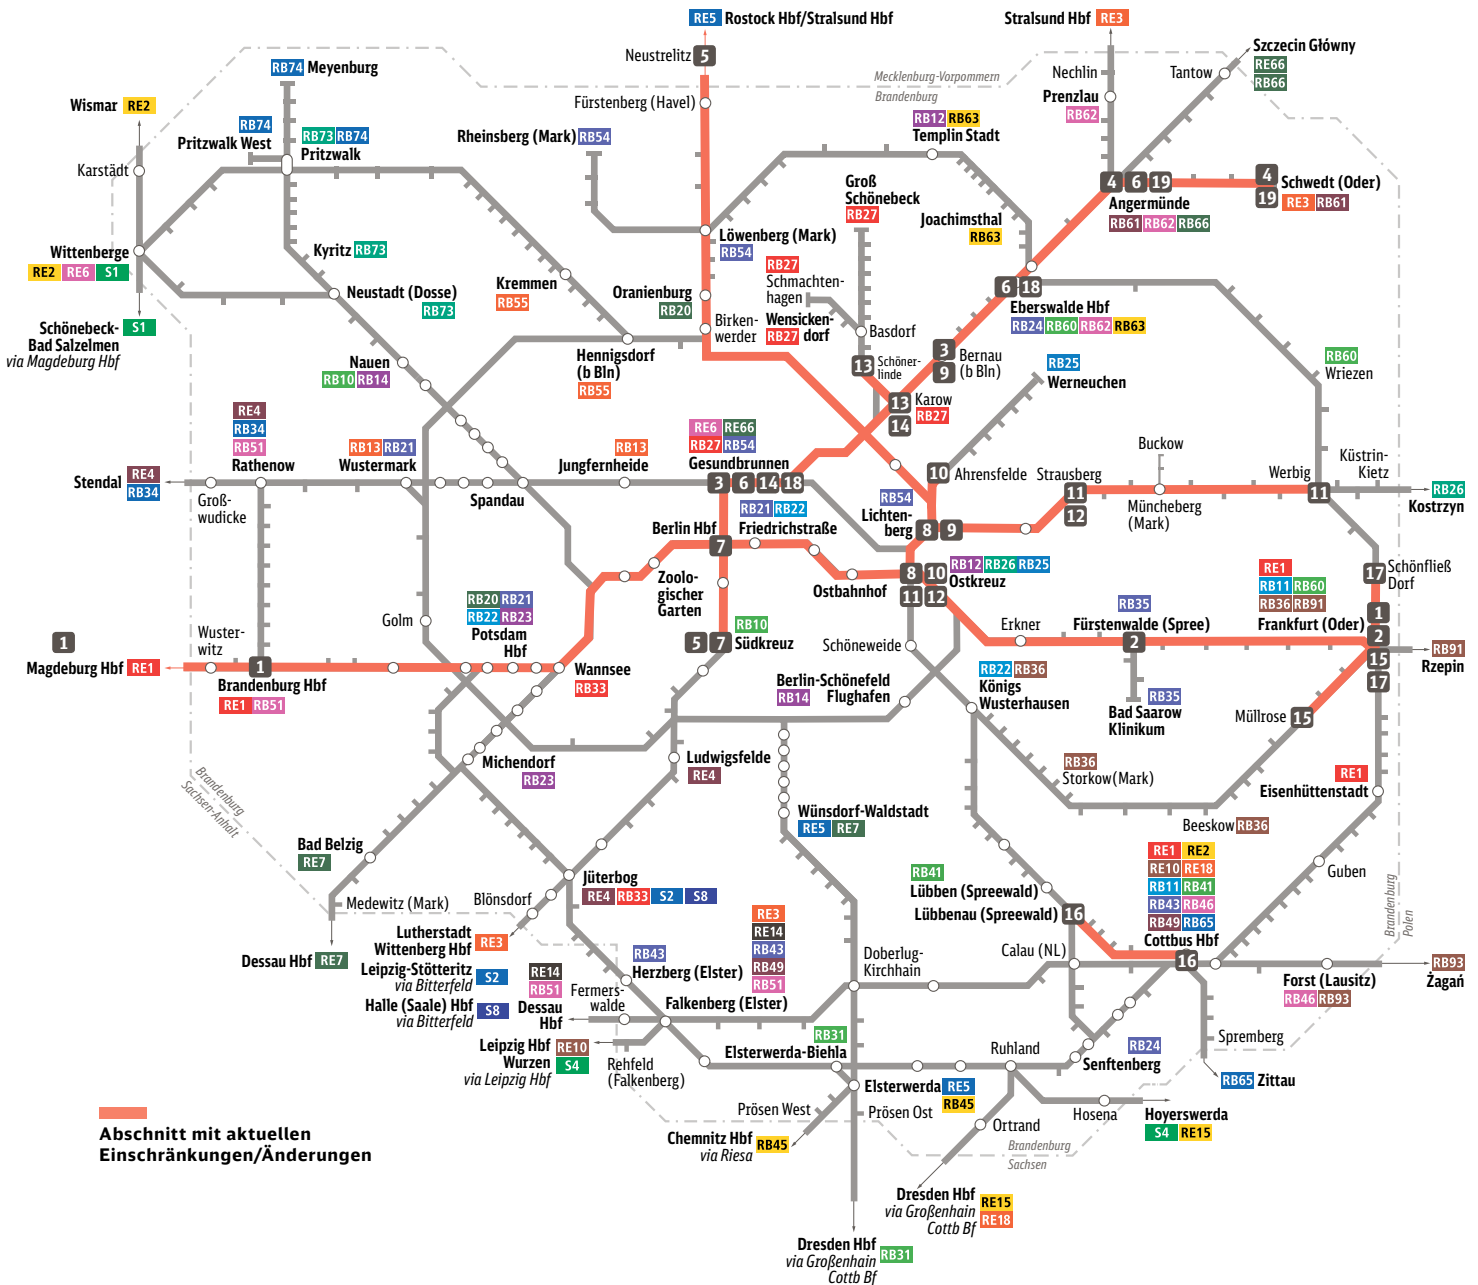 RE5 Rostock Hbf/Stralsund Hbf
Stralsund Hbf RE3
Neustrelitz 5
Szczecin Główny
RE66
RB66
Nechlin
Tantow
RB74 Meyenburg
Mecklenburg-Vorpommern
Brandenburg
Prenzlau
RB62
Wismar RE2
Fürstenberg (Havel)
RB74
Pritzwalk West
RB73 RB74
Pritzwalk
Rheinsberg (Mark) RB54
RB12 RB63
Templin Stadt
Karstädt
Groß
Schönebeck
RB27
4 6 19
Angermünde
RB61 RB62 RB66
4
19
Schwedt (Oder)
RE3 RB61
Joachimsthal
RB63
Wittenberge
RE2 RE6 S1
Kyritz RB73
Löwenberg (Mark)
RB54
RB27
Schmachten-
hagen
Neustadt (Dosse)
RB73
Kremmen
RB55
Oranienburg
RB20
Wensicken-
dorf
RB27
6 18
Eberswalde Hbf
RB24 RB60 RB62 RB63
Schönebeck-
Bad Salzelmen
via Magdeburg Hbf
S1
Birken-
werder
Basdorf
Hennigsdorf
(b Bln)
RB55
13 Schöner-
linde
3
9
Bernau
(b Bln)
RB60
Wriezen
Nauen
RB10 RB14
RB25
Werneuchen
13
14
Karow
RB27
RE4
RB34
RB51
Rathenow
RB13 RB21
Wustermark
RB13
Jungfernheide
RE6 RE66
RB27 RB54
Gesundbrunnen
3 6 14 18
Buckow
Küstrin-
Kietz
Stendal RE4
RB34
Groß-
wudicke
Spandau
10 Ahrensfelde
Strausberg
11
12
Werbig
11
RB26
Kostrzyn
Müncheberg
(Mark)
RB54
Lichten-
berg
8 9
RB21 RB22
Friedrichstraße
Berlin Hbf
7
Zoolo-
gischer
Garten
Ostbahnhof
8 10
11 12
RB12 RB26 RB25
Ostkreuz
17 Schönfließ
Dorf
RE1
RB11 RB60
RB36 RB91
Frankfurt (Oder)
1
2
15
17
RB35
Fürstenwalde (Spree)
2
Erkner
Golm
RB20 RB21
RB22 RB23
Potsdam
Hbf
1
Magdeburg Hbf RE1
Wuster-
witz
1
Brandenburg Hbf
RE1 RB51
Wannsee
RB33
5 7
RB10
Südkreuz
Schöneweide
RB91
Rzepin
Berlin-Schönefeld
Flughafen
RB14
RB22 RB36
Königs
Wusterhausen
RB35
Bad Saarow
Klinikum
Müllrose 15
Michendorf
RB23
Ludwigsfelde
RE4
RB36
Storkow(Mark)
RE1
Eisenhüttenstadt
Brandenburg
Sachsen-Anhalt
Wünsdorf-Waldstadt
RE5 RE7
Beeskow RB36
Bad Belzig
RE7
RE1 RE2
RE10 RE18
RB11 RB41
RB43 RB46
RB49 RB65
Cottbus Hbf
16
Guben
RB41
Lübben (Spreewald)
Lübbenau (Spreewald) 16
Jüterbog
RE4 RB33 S2 S8
Medewitz (Mark)
Blönsdorf
Brandenburg
Polen
Lutherstadt
Wittenberg Hbf
RE3
Leipzig-Stötteritz
via Bitterfeld
S2
Halle (Saale) Hbf
via Bitterfeld
S8
Dessau Hbf RE7
RE3
RE14
RB43
RB49
RB51
Falkenberg (Elster)
RB43
Herzberg (Elster)
Doberlug-
Kirchhain
Calau (NL)
Forst (Lausitz)
RB46 RB93
RB93
Żagań
RE14
RB51
Dessau
Hbf
Fermers-
walde
Leipzig Hbf RE10
Wurzen
via Leipzig Hbf
S4
Rehfeld
(Falkenberg)
RB31
Elsterwerda-Biehla
Ruhland
RB24
Senftenberg
Spremberg
RB65 Zittau
Elsterwerda RE5
RB45
Prösen West
Prösen Ost
Hosena
Hoyerswerda
S4 RE15
Ortrand
Chemnitz Hbf
via Riesa
RB45
Brandenburg
Sachsen
Abschnitt mit aktuellen
Einschränkungen/Änderungen
Dresden Hbf
via Großenhain
Cottb Bf
RE15
RE18
Dresden Hbf
via Großenhain
Cottb Bf
RB31